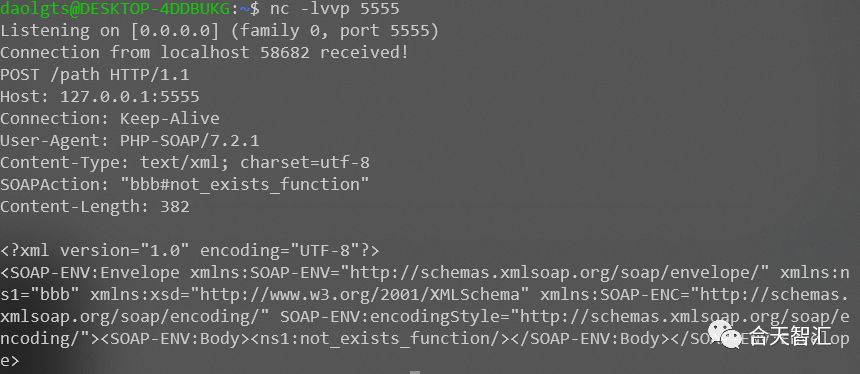 daolgts@DESKTOP-4DDBUKG:~$ nc -lvvp 5555
Listening on [0.0.0.0] (family 0, port 5555)
Connection from localhost 58682 received!
POST /path HTTP/1.1
Host: 127.0.0.1:5555
Connection: Keep-Alive
User-Agent: PHP-SOAP/7.2.1
Content-Type: text/xml; charset=utf-8
SOAPAction: "bbb#not_exists_function"
Content-Length: 382

<?xml version="1.0" encoding="UTF-8"?>
<SOAP-ENV:Envelope xmlns:SOAP-ENV="http://schemas.xmlsoap.org/soap/envelope/" xmlns:n
s1="bbb" xmlns:xsd="http://www.w3.org/2001/XMLSchema" xmlns:SOAP-ENC="http://schemas.
xmlsoap.org/soap/encoding/" SOAP-ENV:encodingStyle="http://schemas.xmlsoap.org/soap/e
ncoding/"><SOAP-ENV:Body><ns1:not_exists_function/></SOAP-ENV:Body></SOAP-ENV:Envelop
e>
合天智汇